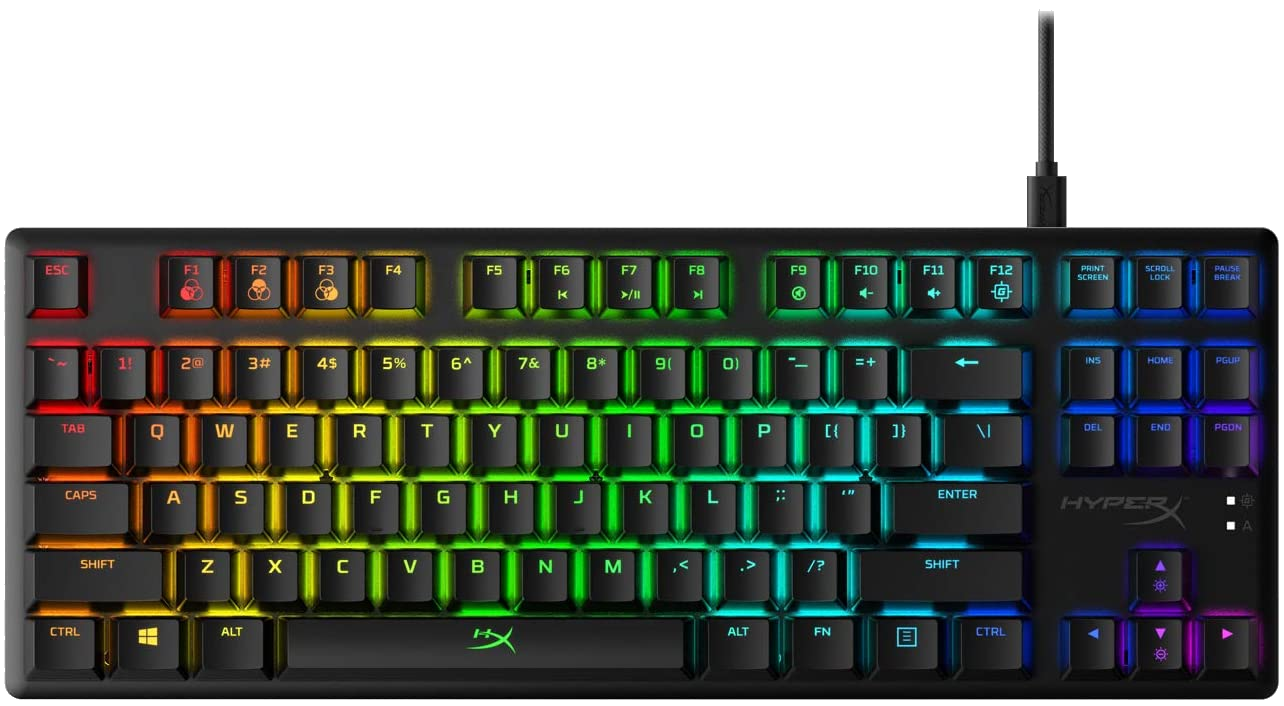 ESC F1 F2 F3 F4 F5 F6 F7 F8 F9 F10 F11 F12 PRINT SCREEN SCROLL LOCK PAUSE BREAK
`~ 1! 2@ 3# 4$ 5% 6^ 7& 8* 9( 0) -_ =+ ← INS HOME PGUP
TAB Q W E R T Y U I O P [{ ]} \| DEL END PGDN
CAPS A S D F G H J K L ;: ‘” ENTER
HYPERX
A
SHIFT Z X C V B N M ,< .> /? SHIFT
CTRL ALT HX ALT FN CTRL